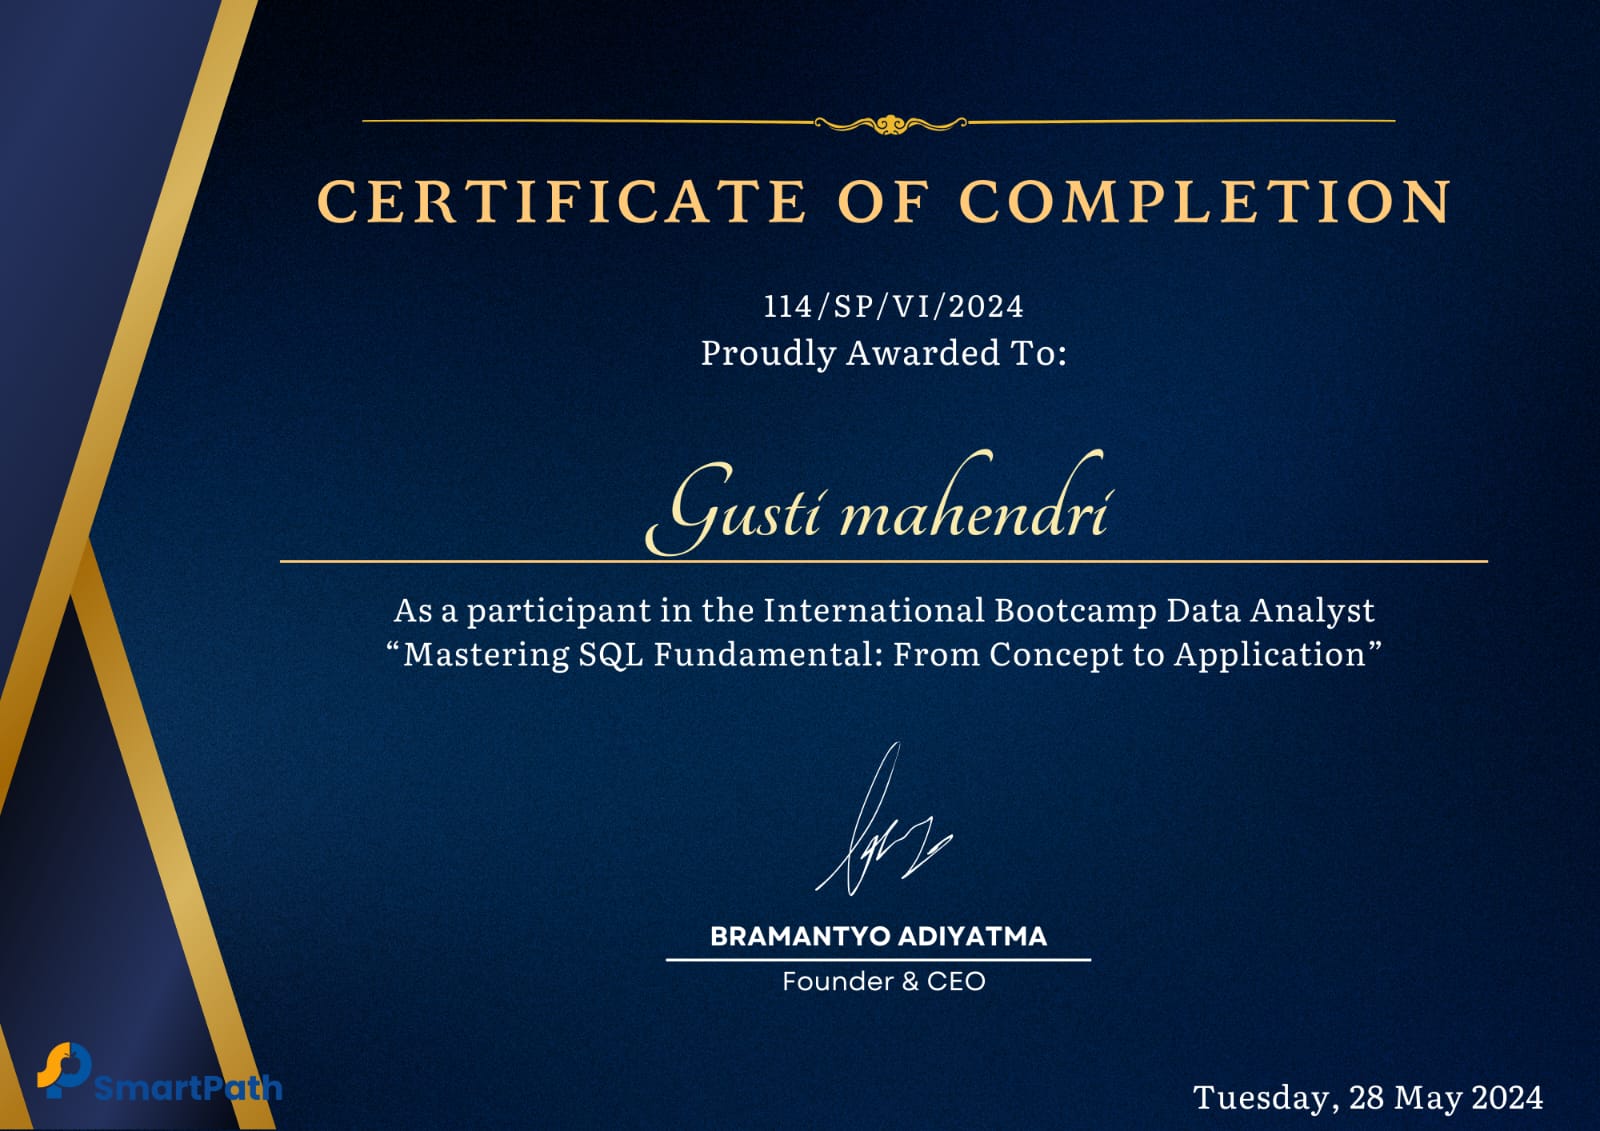 CERTIFICATE OF COMPLETION
114/SP/VI/2024
Proudly Awarded To:
Gusti mahendri
As a participant in the International Bootcamp Data Analyst
“Mastering SQL Fundamental: From Concept to Application”
BRAMANTYO ADIYATMA
Founder & CEO
SmartPath
Tuesday, 28 May 2024